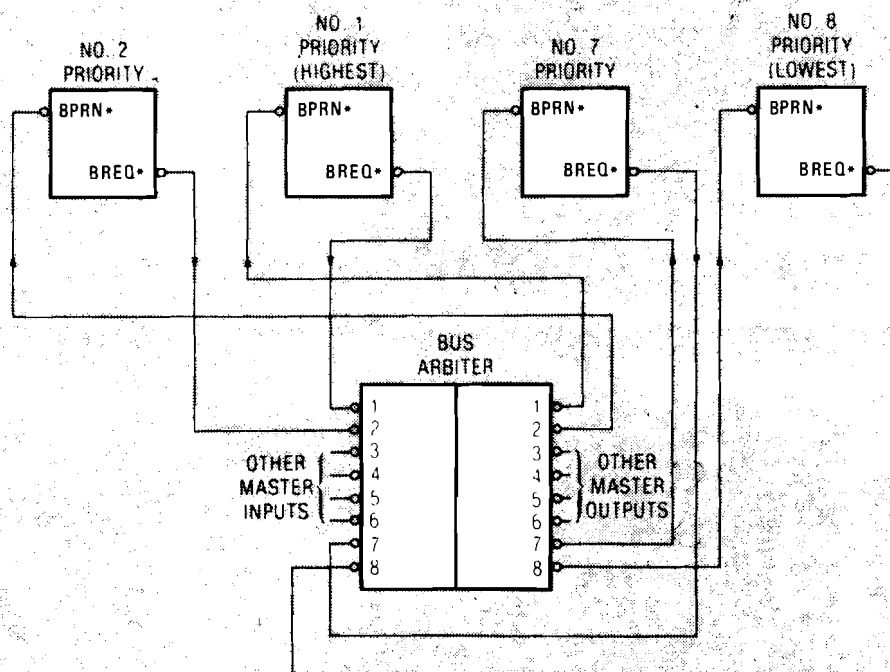 NO. 2
PRIORITY
NO. 1
PRIORITY
(HIGHEST)
NO. 7
PRIORITY
NO. 8
PRIORITY
(LOWEST)
BPRN*
BREQ*
BPRN*
BREQ*
BPRN*
BREQ*
BPRN*
BREQ*
BUS
ARBITER
1
2
3
4
5
6
7
8
OTHER
MASTER
INPUTS
1
2
3
4
5
6
7
8
OTHER
MASTER
OUTPUTS